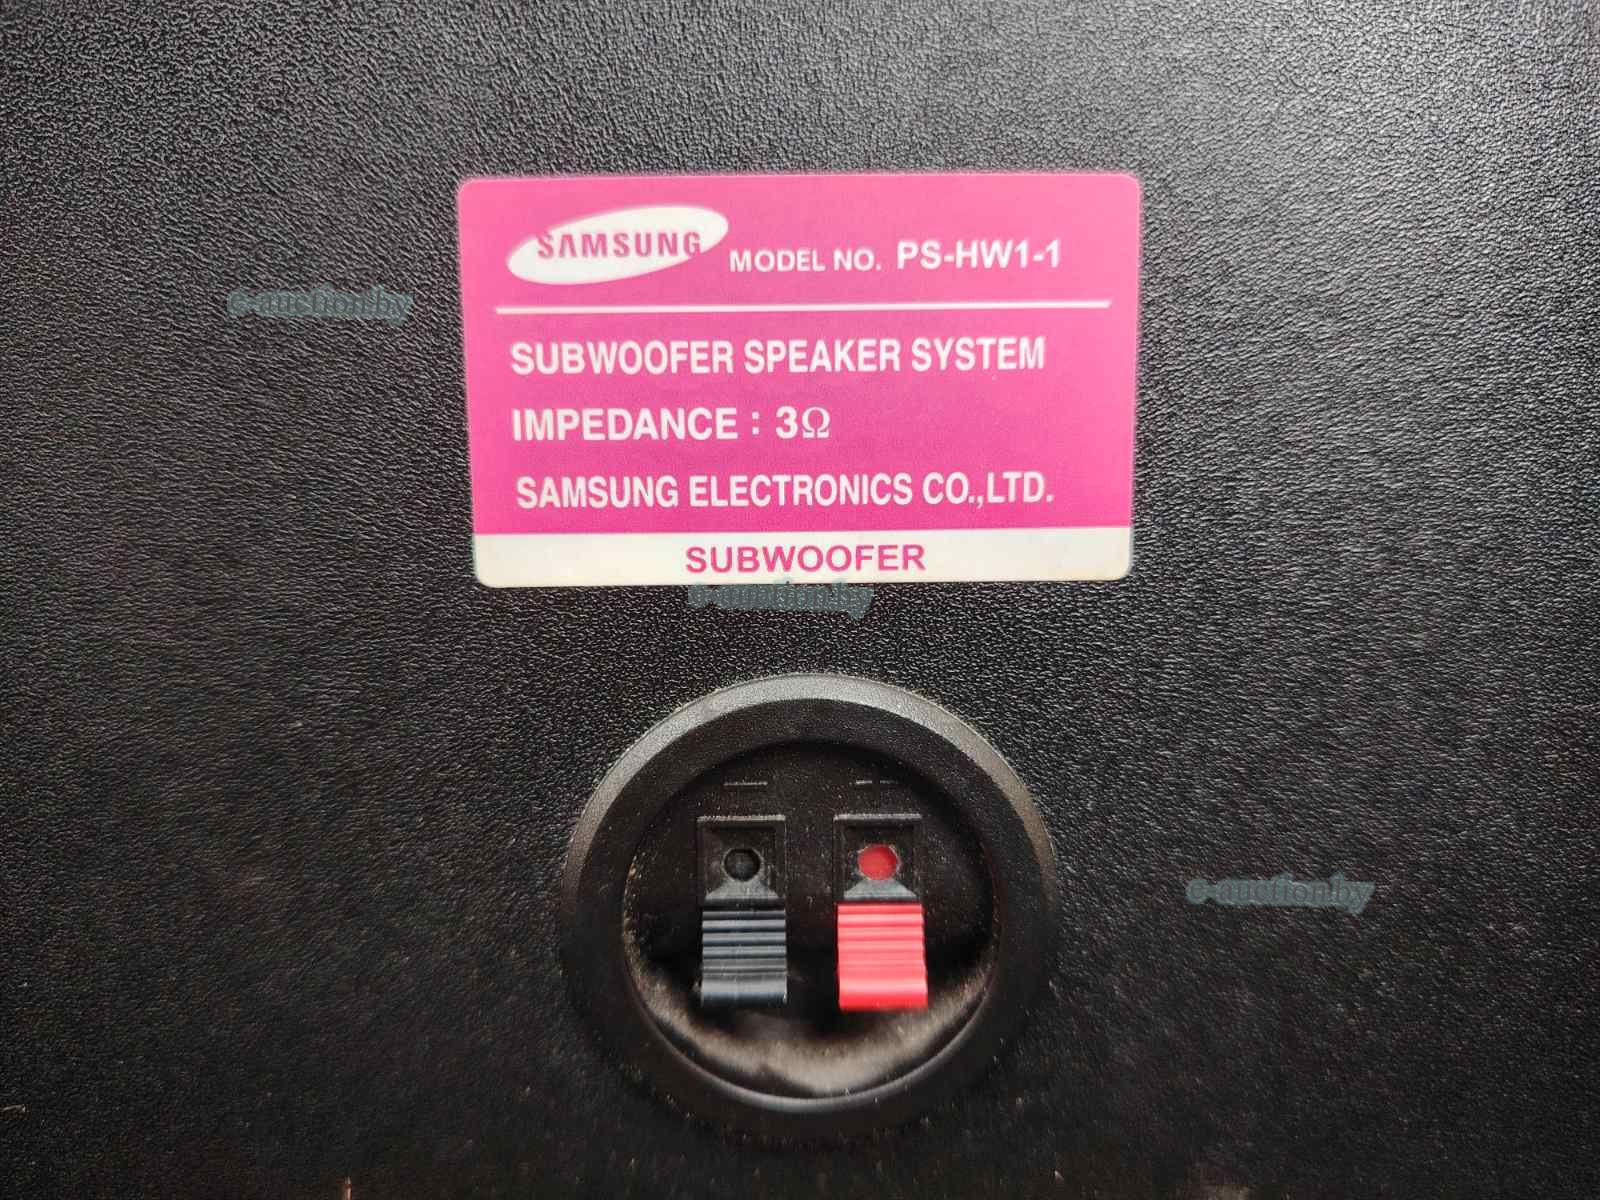 SAMSUNG MODEL NO. PS-HW1-1
SUBWOOFER SPEAKER SYSTEM
IMPEDANCE : 3Ω
SAMSUNG ELECTRONICS CO.,LTD.
SUBWOOFER
e-auction.by
e-auction.by
e-auction.by